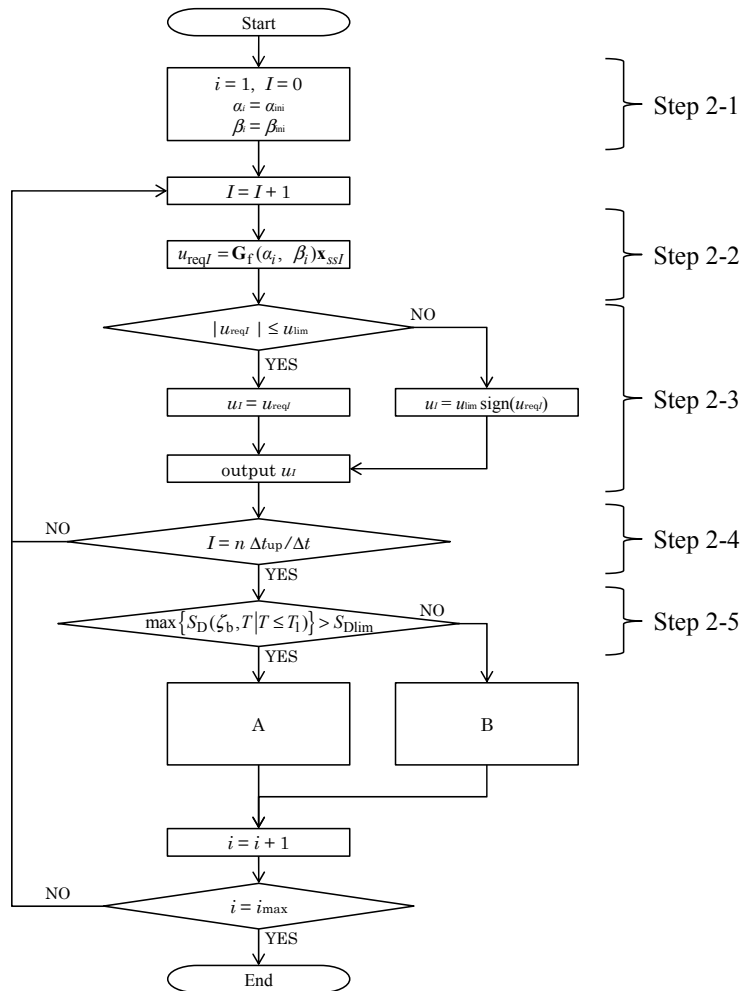 Start
i = 1, I = 0
αi = αini
βi = βini
Step 2-1
I = I + 1
ureqI = Gf(αi, βi)xssI
Step 2-2
|ureqI| ≤ ulim
NO
YES
uI = ureqI
uI = ulim sign(ureqI)
Step 2-3
output uI
NO
I = n Δtup/Δt
Step 2-4
YES
max{SD(ζb,T|T ≤ T1)} > SDlim
NO
Step 2-5
YES
A
B
i = i + 1
NO
i = imax
YES
End